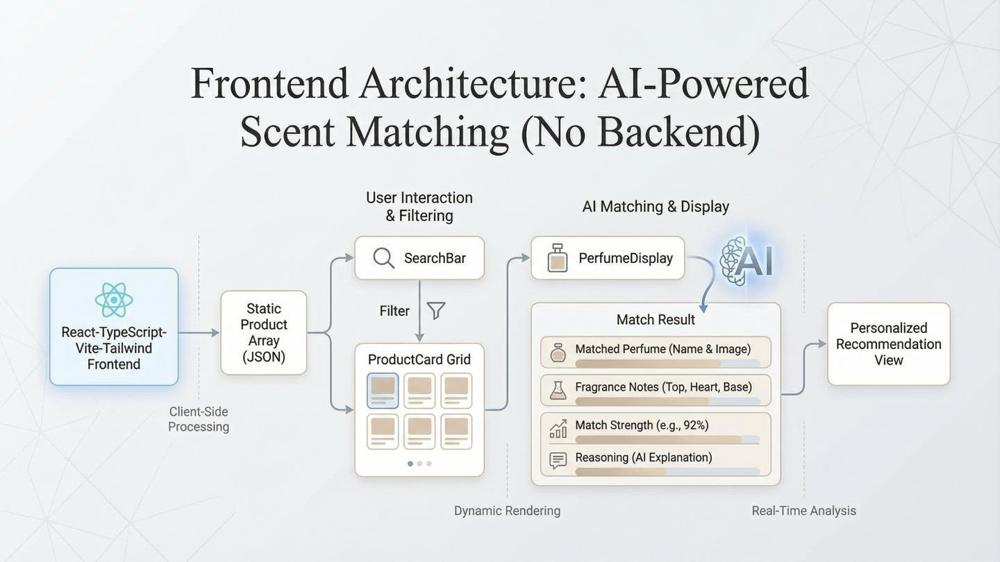 Frontend Architecture: AI-Powered
Scent Matching (No Backend)
User Interaction
& Filtering
AI Matching & Display
React-TypeScript-
Vite-Tailwind
Frontend
Client-Side
Processing
Static
Product
Array
(JSON)
SearchBar
Filter
ProductCard Grid
Dynamic Rendering
PerfumeDisplay
AI
Match Result
Matched Perfume (Name & Image)
Fragrance Notes (Top, Heart, Base)
Match Strength (e.g., 92%)
Reasoning (AI Explanation)
Real-Time Analysis
Personalized
Recommendation
View